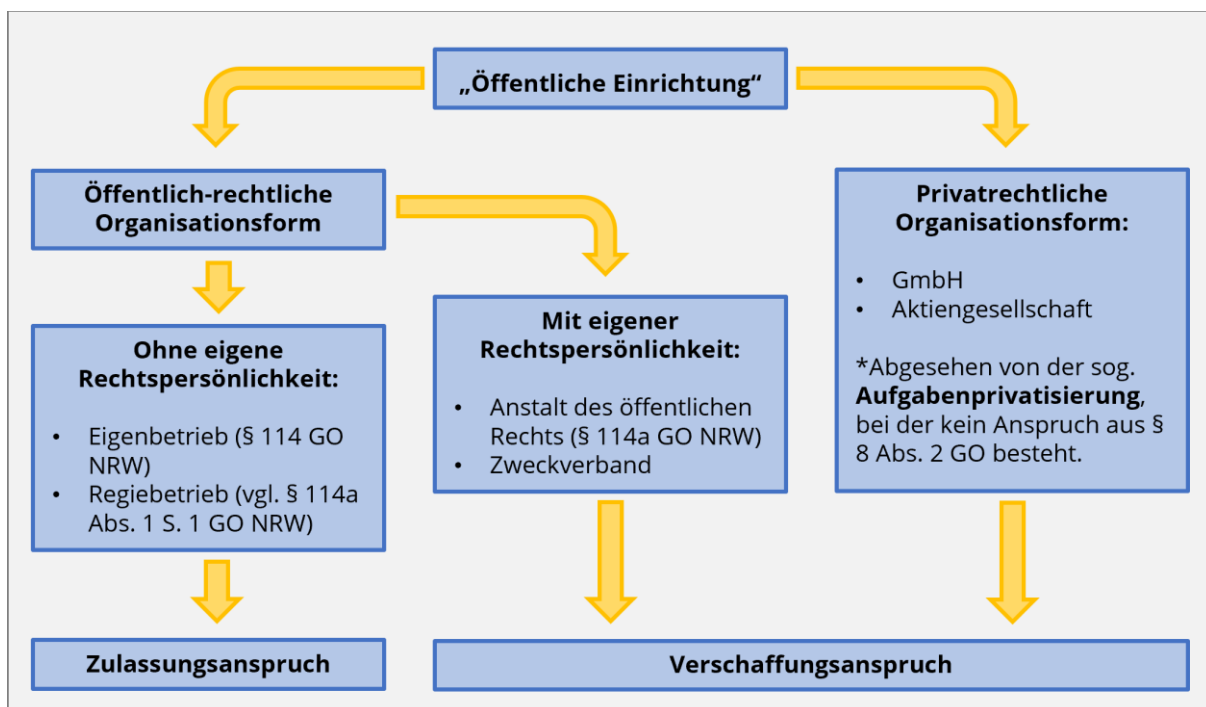 „Öffentliche Einrichtung“
Öffentlich-rechtliche
Organisationsform
Ohne eigene
Rechtspersönlichkeit:
• Eigenbetrieb (§ 114 GO
NRW)
• Regiebetrieb (vgl. § 114a
Abs. 1 S. 1 GO NRW)
Zulassungsanspruch
Mit eigener
Rechtspersönlichkeit:
• Anstalt des öffentlichen
Rechts (§ 114a GO NRW)
• Zweckverband
Privatrechtliche
Organisationsform:
• GmbH
• Aktiengesellschaft
*Abgesehen von der sog.
Aufgabenprivatisierung,
bei der kein Anspruch aus §
8 Abs. 2 GO besteht.
Verschaffungsanspruch